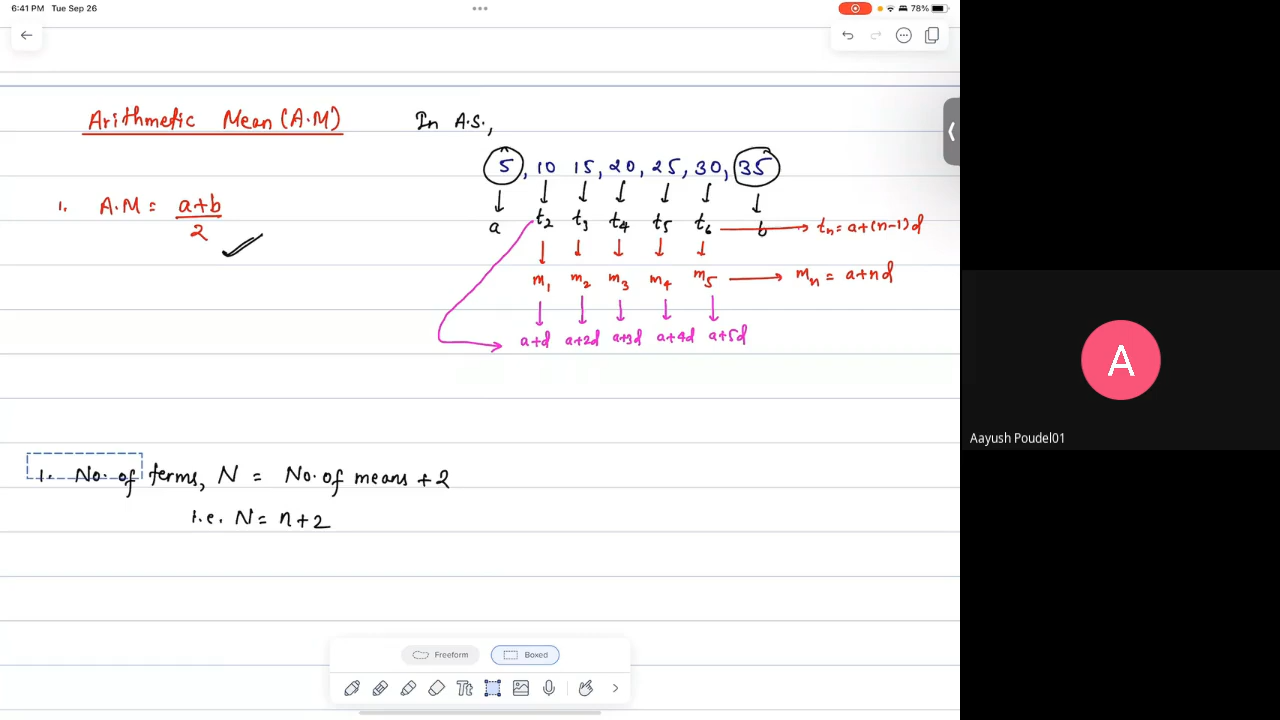 6:41 PM Tue Sep 26
78%
Arithmetic Mean (A.M)
In A.S.,
5, 10 15, 20, 25, 30, 35
1. A.M = a+b
2
a t2 t3 t4 t5 t6 b tn = a+(n-1)d
m1 m2 m3 m4 m5 mn = a+nd
a+d a+2d a+3d a+4d a+5d
1. No. of terms, N = No. of means + 2
i.e. N = n + 2
Aayush Poudel01
A
Freeform Boxed
Tt